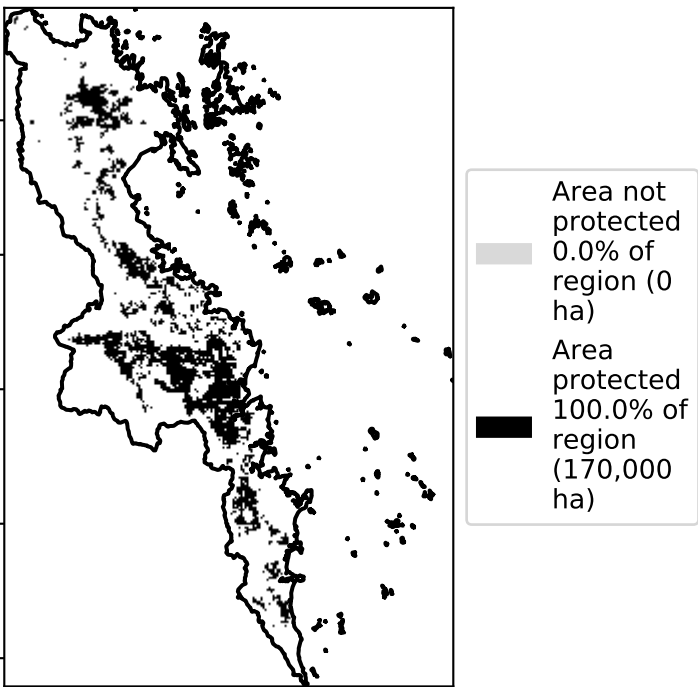 Area not
protected
0.0% of
region (0
ha)
Area
protected
100.0% of
region
(170,000
ha)